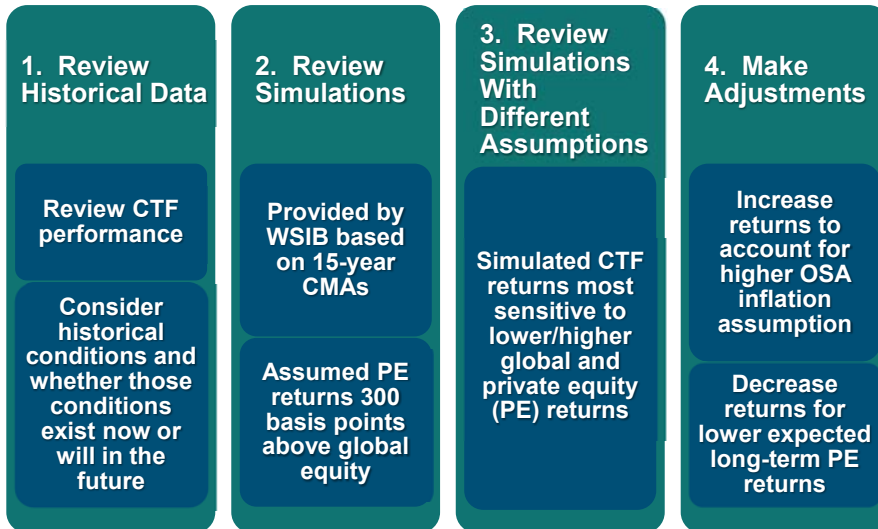 1. Review
Historical Data
Review CTF
performance
Consider
historical
conditions and
whether those
conditions
exist now or
will in the
future
2. Review
Simulations
Provided by
WSIB based
on 15-year
CMAs
Assumed PE
returns 300
basis points
above global
equity
3. Review
Simulations
With
Different
Assumptions
Simulated CTF
returns most
sensitive to
lower/higher
global and
private equity
(PE) returns
4. Make
Adjustments
Increase
returns to
account for
higher OSA
inflation
assumption
Decrease
returns for
lower expected
long-term PE
returns